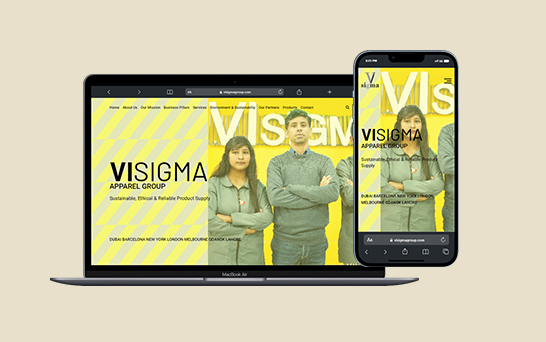 visigmagroup.com
Home About Us Our Mission Business Pillars Services Environment & Sustainability Our Partners Products Contact
VISIGMA
VISIGMA
APPAREL GROUP
Sustainable, Ethical & Reliable Product Supply
DUBAI BARCELONA NEW YORK LONDON MELBOURNE GDANSK LAHORE
MacBook Air
V
sigma
VI
VISIGMA
APPAREL GROUP
Sustainable, Ethical & Reliable Product
Supply
DUBAI BARCELONA NEW YORK LONDON
MELBOURNE GDANSK LAHORE
AA visigmagroup.com